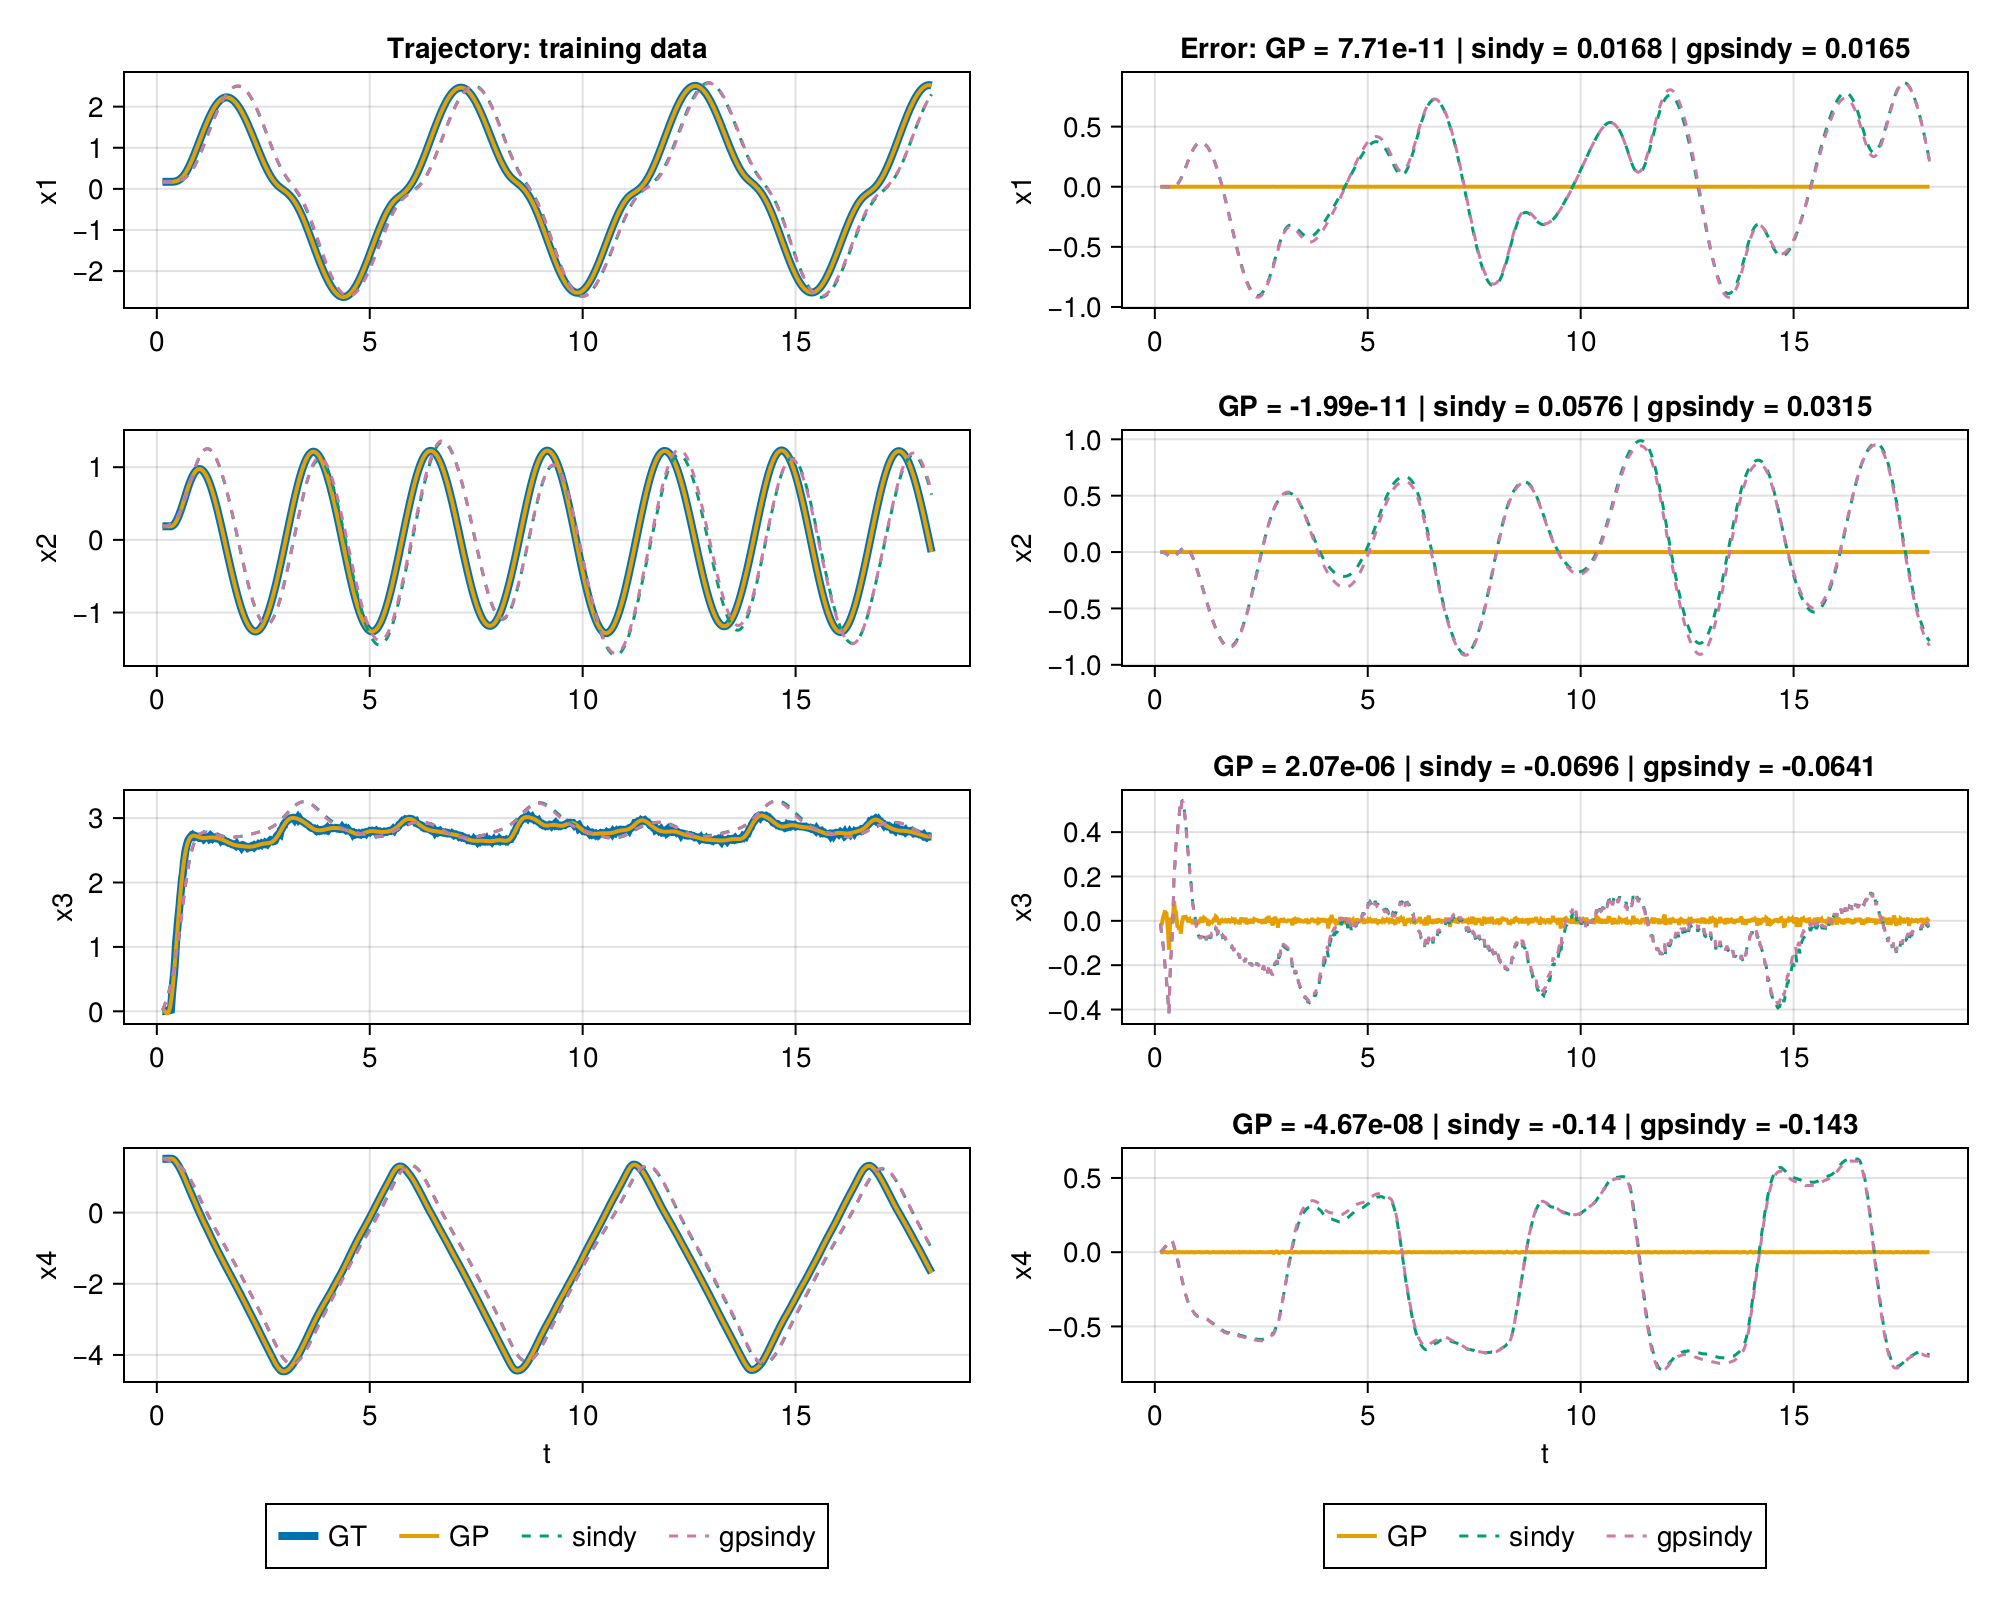 Trajectory: training data
2
1
0
−1
−2
x1
0 5 10 15
Error: GP = 7.71e-11 | sindy = 0.0168 | gpsindy = 0.0165
0.5
0.0
−0.5
−1.0
x1
0 5 10 15
1
0
−1
x2
0 5 10 15
GP = -1.99e-11 | sindy = 0.0576 | gpsindy = 0.0315
1.0
0.5
0.0
−0.5
−1.0
x2
0 5 10 15
3
2
1
0
x3
0 5 10 15
GP = 2.07e-06 | sindy = -0.0696 | gpsindy = -0.0641
0.4
0.2
0.0
−0.2
−0.4
x3
0 5 10 15
0
−2
−4
x4
0 5 10 15
t
GP = -4.67e-08 | sindy = -0.14 | gpsindy = -0.143
0.5
0.0
−0.5
x4
0 5 10 15
t
GT GP sindy gpsindy
GP sindy gpsindy